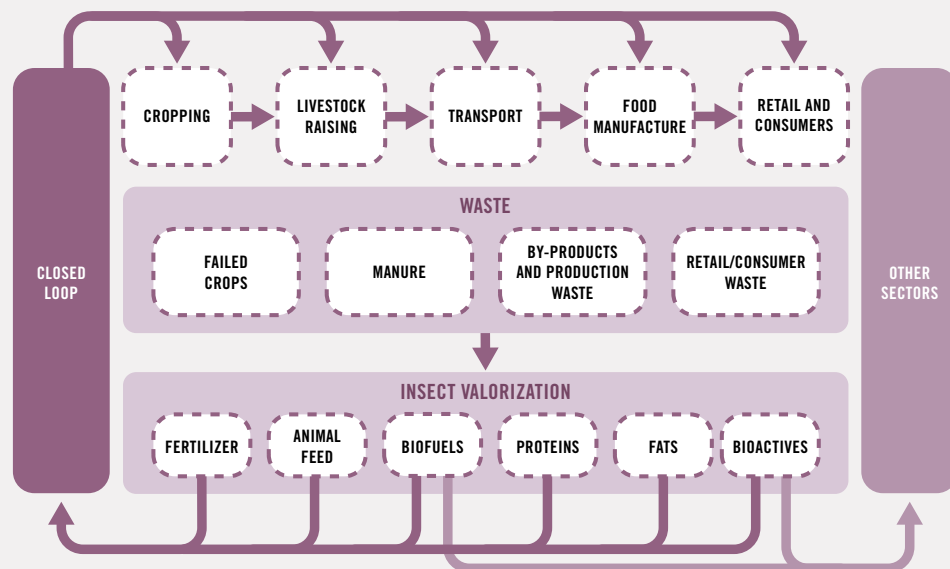 CROPPING
LIVESTOCK
RAISING
TRANSPORT
FOOD
MANUFACTURE
RETAIL AND
CONSUMERS
CLOSED
LOOP
WASTE
FAILED
CROPS
MANURE
BY-PRODUCTS
AND PRODUCTION
WASTE
RETAIL/CONSUMER
WASTE
OTHER
SECTORS
INSECT VALORIZATION
FERTILIZER
ANIMAL
FEED
BIOFUELS
PROTEINS
FATS
BIOACTIVES